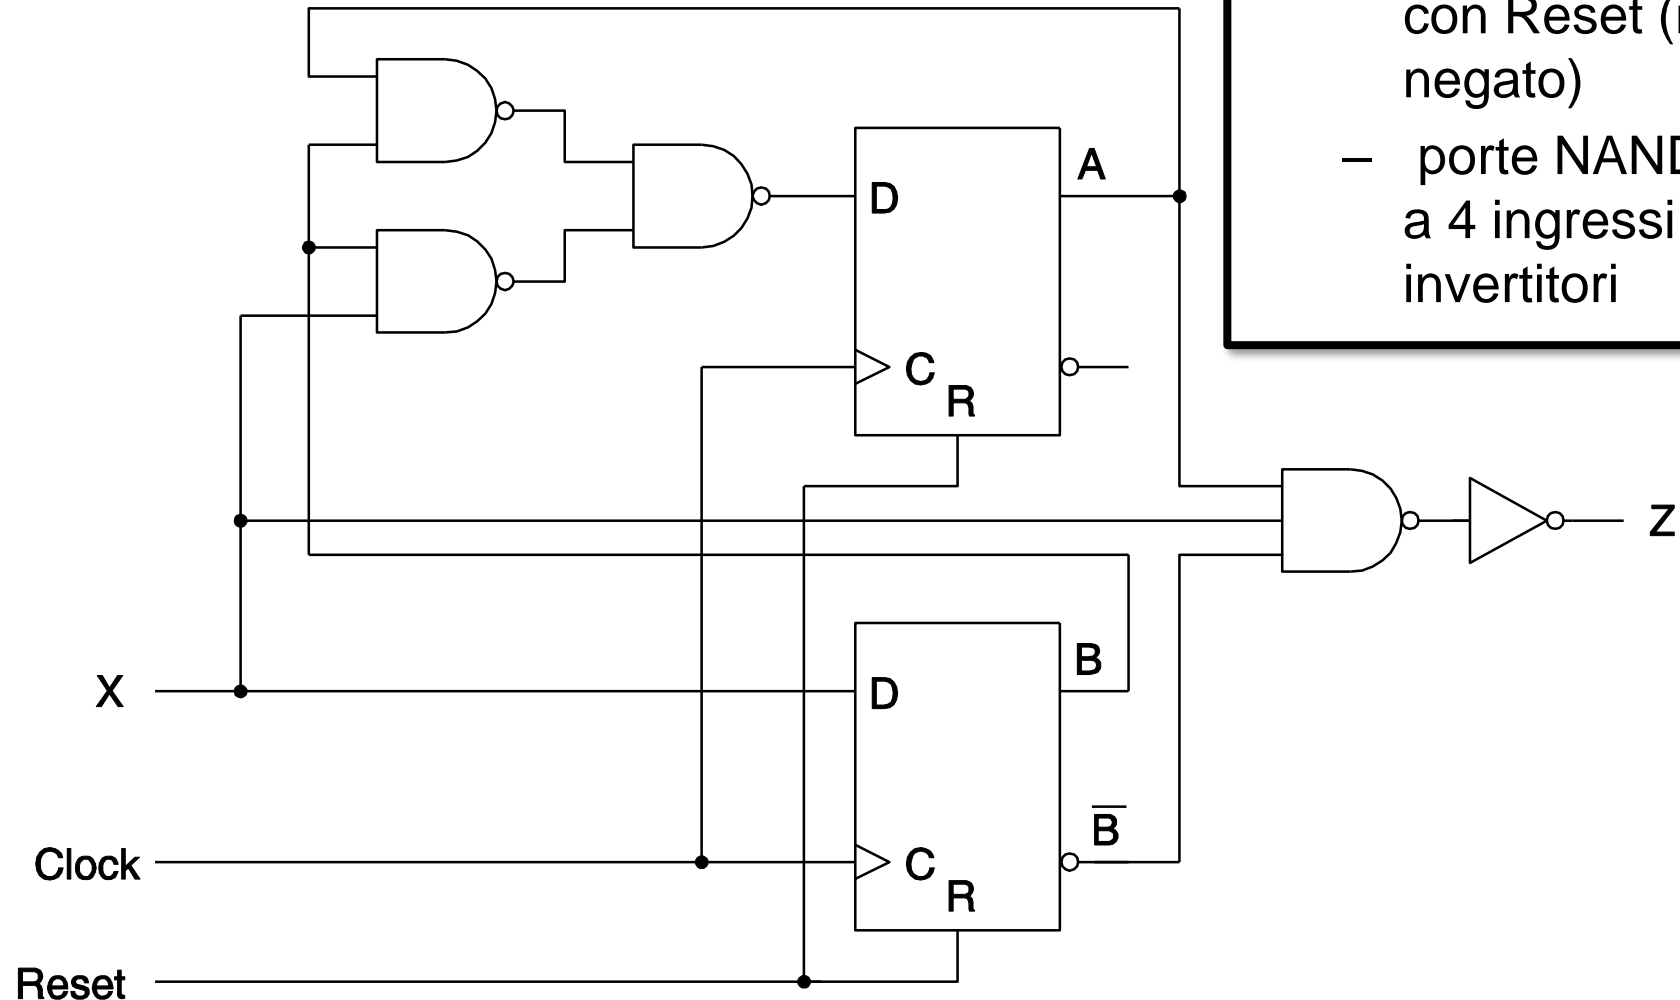 con Reset (
negato)
– porte NAND
a 4 ingressi
invertitori
A
D
C
R
Z
B
X
D
B
Clock
C
R
Reset